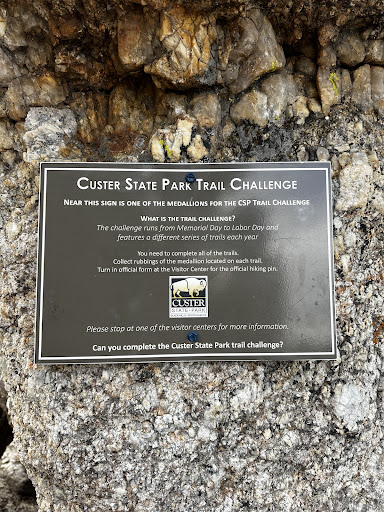 CUSTER STATE PARK TRAIL CHALLENGE
NEAR THIS SIGN IS ONE OF THE MEDALLIONS FOR THE CSP TRAIL CHALLENGE
WHAT IS THE TRAIL CHALLENGE?
The challenge runs from Memorial Day to Labor Day and
features a different series of trails each year
You need to complete all of the trails.
Collect rubbings of the medallion located on each trail.
Turn in official form at the Visitor Center for the official hiking pin.
CUSTER
STATE PARK
Please stop at one of the visitor centers for more information.
Can you complete the Custer State Park trail challenge?